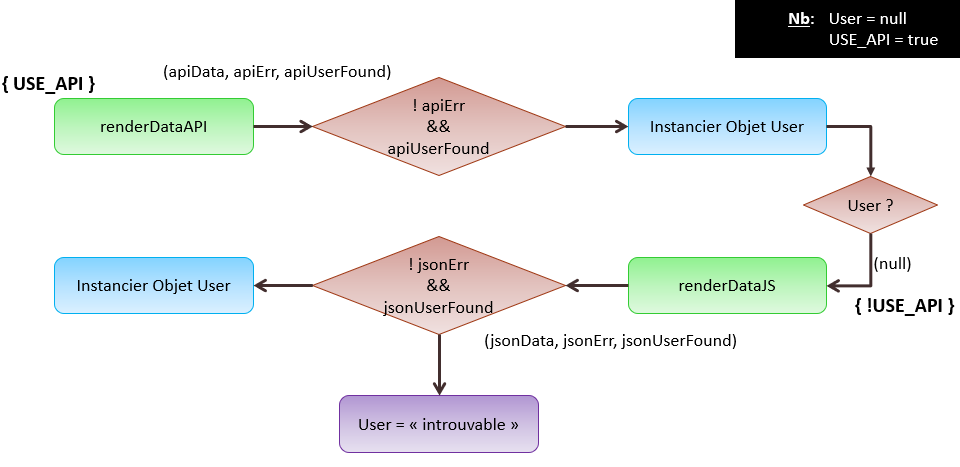 Nb: User = null
USE_API = true
(apiData, apiErr, apiUserFound)
{ USE_API }
renderDataAPI
! apiErr
&&
apiUserFound
Instancier Objet User
User ?
(null)
{ !USE_API }
renderDataJS
(jsonData, jsonErr, jsonUserFound)
! jsonErr
&&
jsonUserFound
Instancier Objet User
User = « introuvable »